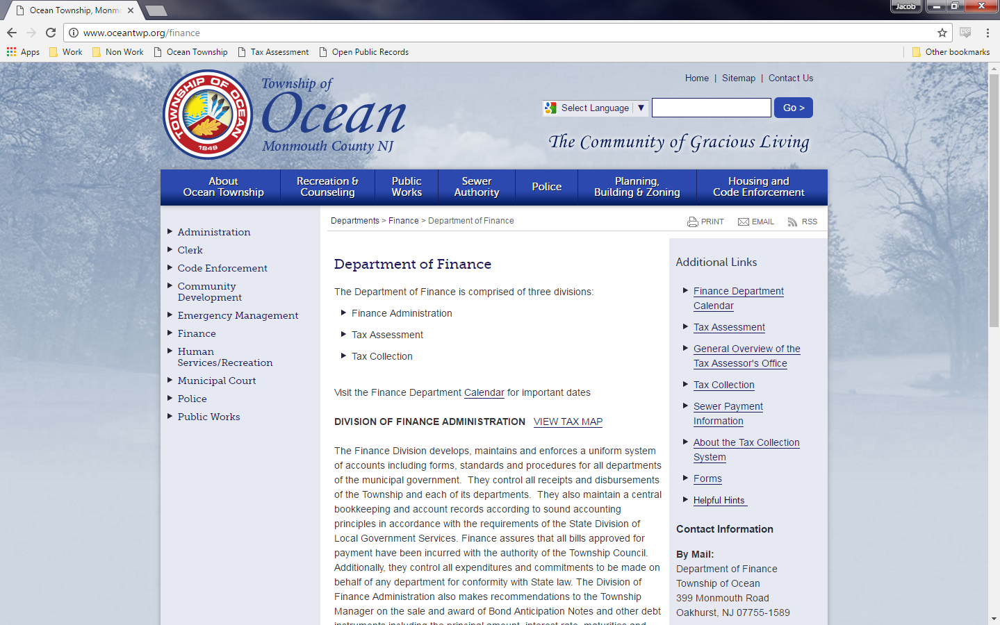 Ocean Township, Monm
Jacob
www.oceantwp.org/finance
Apps
Work
Non Work
Ocean Township
Tax Assessment
Open Public Records
Other bookmarks
TOWNSHIP OF OCEAN
1849
Township of
Ocean
Monmouth County NJ
Home | Sitemap | Contact Us
Select Language ▼
Go >
The Community of Gracious Living
About
Ocean Township
Recreation &
Counseling
Public
Works
Sewer
Authority
Police
Planning,
Building & Zoning
Housing and
Code Enforcement
Administration
Clerk
Code Enforcement
Community
Development
Emergency Management
Finance
Human
Services/Recreation
Municipal Court
Police
Public Works
Departments > Finance > Department of Finance
PRINT
EMAIL
RSS
Department of Finance
The Department of Finance is comprised of three divisions:
Finance Administration
Tax Assessment
Tax Collection
Visit the Finance Department Calendar for important dates
DIVISION OF FINANCE ADMINISTRATION VIEW TAX MAP
The Finance Division develops, maintains and enforces a uniform system
of accounts including forms, standards and procedures for all departments
of the municipal government. They control all receipts and disbursements
of the Township and each of its departments. They also maintain a central
bookkeeping and account records according to sound accounting
principles in accordance with the requirements of the State Division of
Local Government Services. Finance assures that all bills approved for
payment have been incurred with the authority of the Township Council.
Additionally, they control all expenditures and commitments to be made on
behalf of any department for conformity with State law. The Division of
Finance Administration also makes recommendations to the Township
Manager on the sale and award of Bond Anticipation Notes and other debt
instruments including the principal amount, interest rate, maturities and
Additional Links
Finance Department
Calendar
Tax Assessment
General Overview of the
Tax Assessor's Office
Tax Collection
Sewer Payment
Information
About the Tax Collection
System
Forms
Helpful Hints
Contact Information
By Mail:
Department of Finance
Township of Ocean
399 Monmouth Road
Oakhurst, NJ 07755-1589